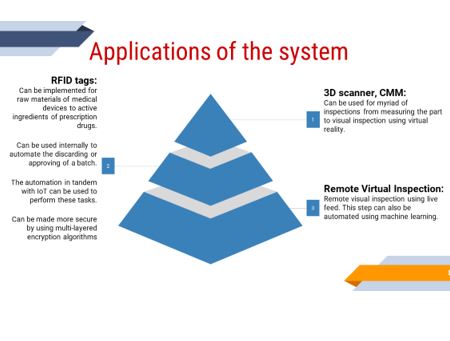 Applications of the system
RFID tags:
Can be implemented for
raw materials of medical
devices to active
ingredients of prescription
drugs.
Can be used internally to
automate the discarding or
approving of a batch.
The automation in tandem
with IoT can be used to
perform these tasks.
Can be made more secure
by using multi-layered
encryption algorithms
2
3D scanner, CMM:
Can be used for myriad of
inspections from measuring the part
to visual inspection using virtual
reality.
1
Remote Virtual Inspection:
Remote visual inspection using live
feed. This step can also be
automated using machine learning.
3